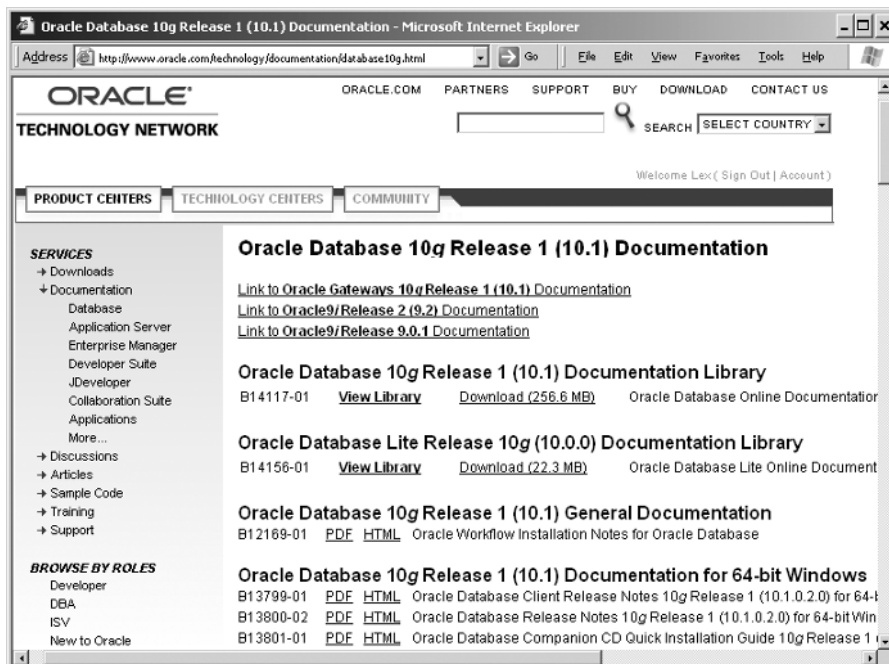 Oracle Database 10g Release 1 (10.1) Documentation - Microsoft Internet Explorer
Address http://www.oracle.com/technology/documentation/database10g.html Go File Edit View Favorites Tools Help
ORACLE®
TECHNOLOGY NETWORK
ORACLE.COM PARTNERS SUPPORT BUY DOWNLOAD CONTACT US
SEARCH SELECT COUNTRY
Welcome Lex ( Sign Out | Account )
PRODUCT CENTERS TECHNOLOGY CENTERS COMMUNITY
SERVICES
Downloads
Documentation
Database
Application Server
Enterprise Manager
Developer Suite
JDeveloper
Collaboration Suite
Applications
More...
Discussions
Articles
Sample Code
Training
Support
BROWSE BY ROLES
Developer
DBA
ISV
New to Oracle
Oracle Database 10g Release 1 (10.1) Documentation
Link to Oracle Gateways 10g Release 1 (10.1) Documentation
Link to Oracle9i Release 2 (9.2) Documentation
Link to Oracle9i Release 9.0.1 Documentation
Oracle Database 10g Release 1 (10.1) Documentation Library
B14117-01 View Library Download (256.6 MB) Oracle Database Online Documentation
Oracle Database Lite Release 10g (10.0.0) Documentation Library
B14156-01 View Library Download (22.3 MB) Oracle Database Lite Online Document
Oracle Database 10g Release 1 (10.1) General Documentation
B12169-01 PDF HTML Oracle Workflow Installation Notes for Oracle Database
Oracle Database 10g Release 1 (10.1) Documentation for 64-bit Windows
B13799-01 PDF HTML Oracle Database Client Release Notes 10g Release 1 (10.1.0.2.0) for 64-b
B13800-02 PDF HTML Oracle Database Release Notes 10g Release 1 (10.1.0.2.0) for 64-bit Win
B13801-01 PDF HTML Oracle Database Companion CD Quick Installation Guide 10g Release 1 (